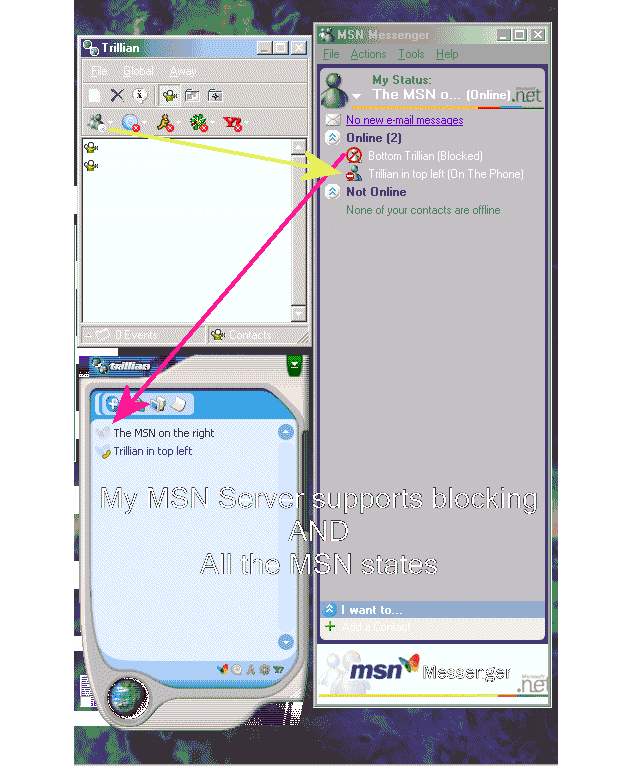 Trillian
File Global Away
0 Events
Contacts
trillian
The MSN on the right
Trillian in top left
MSN Messenger
File Actions Tools Help
My Status:
The MSN o... (Online)
.net
No new e-mail messages
Online (2)
Bottom Trillian (Blocked)
Trillian in top left (On The Phone)
Not Online
None of your contacts are offline
My MSN Server supports blocking
AND
All the MSN states
I want to...
Add a Contact
msn Messenger
.net